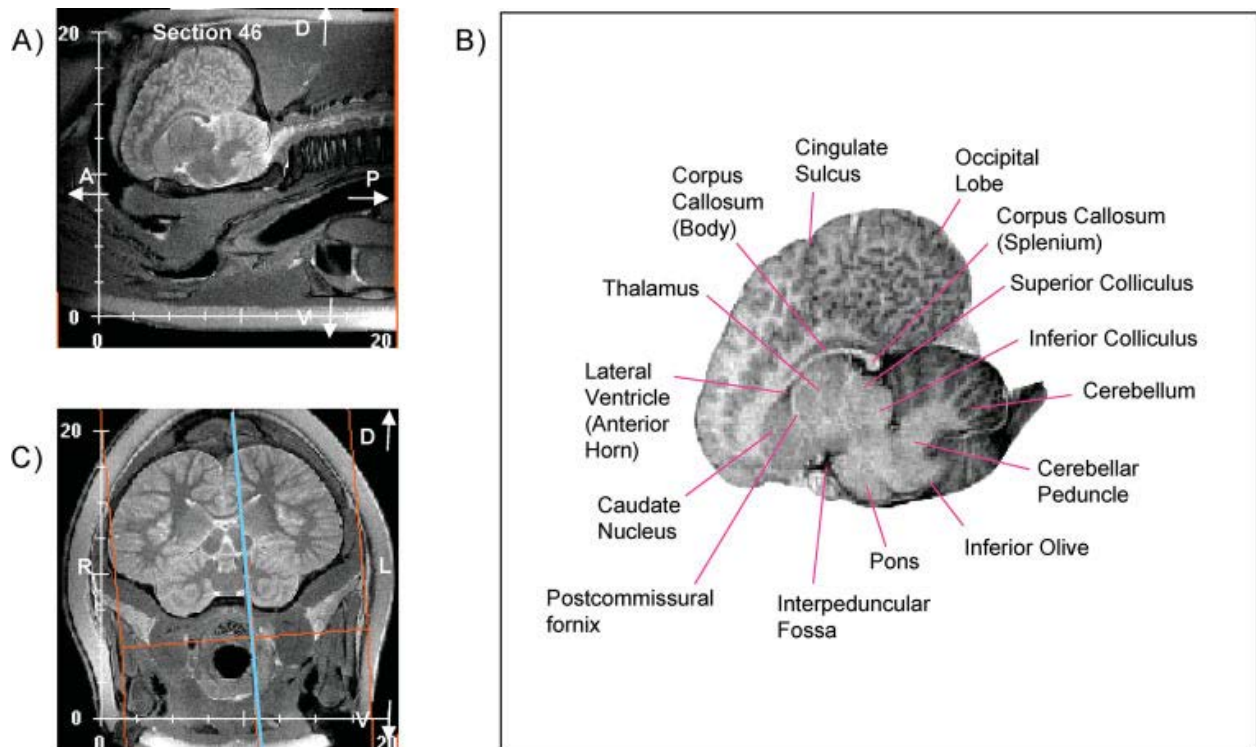 A)
20
Section 46
D
A
P
V
0
0
20
B)
Cingulate
Sulcus
Occipital
Lobe
Corpus
Callosum
(Body)
Corpus Callosum
(Splenium)
Thalamus
Superior Colliculus
Inferior Colliculus
Lateral
Ventricle
(Anterior
Horn)
Cerebellum
Cerebellar
Peduncle
Caudate
Nucleus
Inferior Olive
Pons
Postcommissural
fornix
Interpeduncular
Fossa
C)
20
D
R
L
0
V
0
20